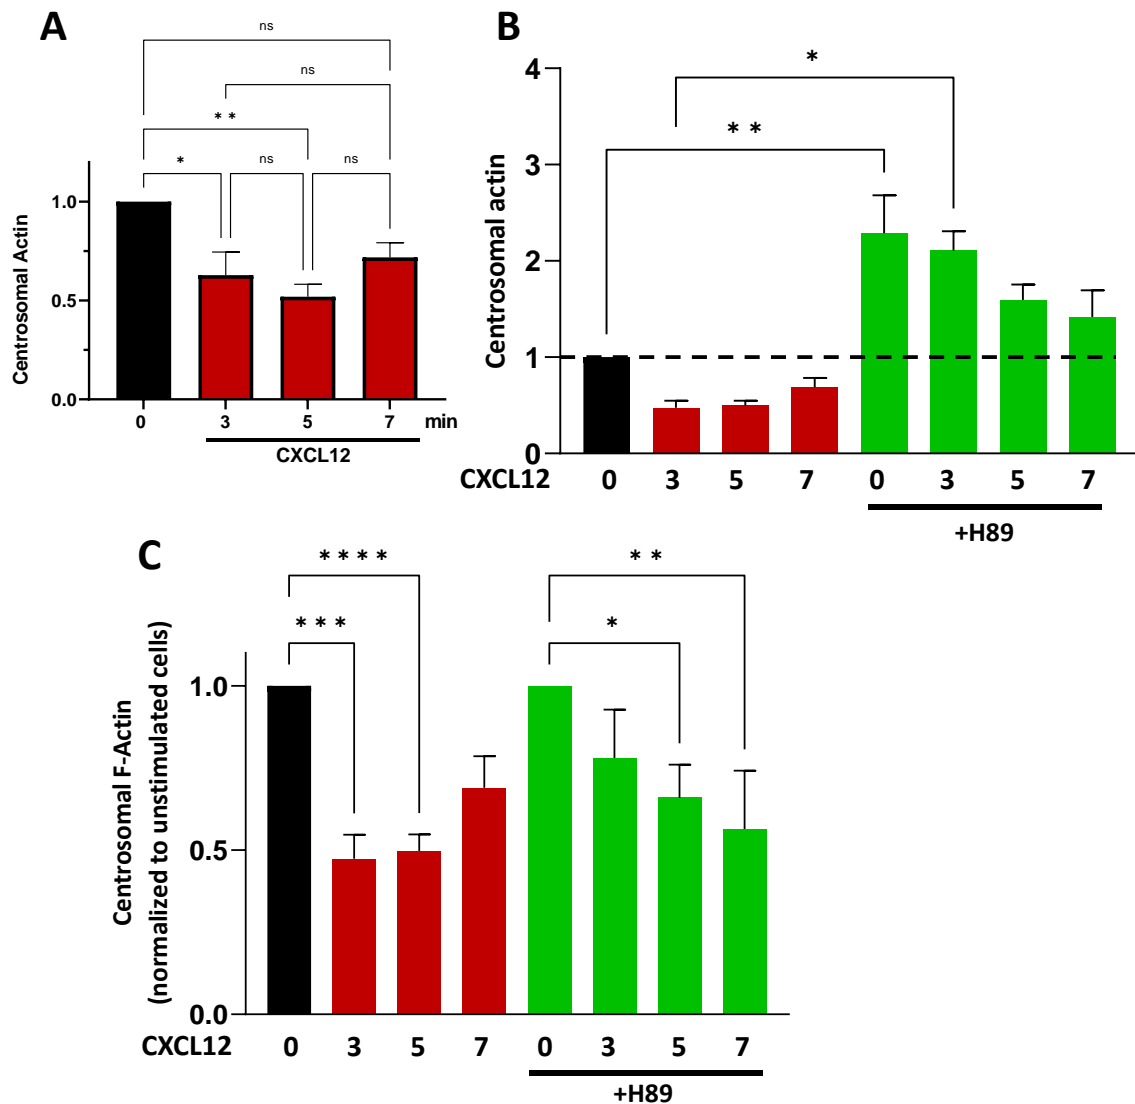 A
ns
ns
* *
*
ns
ns
Centrosomal Actin
1.0
0.5
0.0
0
3
5
7
min
CXCL12
B
*
* *
Centrosomal actin
4
3
2
1
0
CXCL12
0
3
5
7
0
3
5
7
+H89
C
* * * *
* *
* * *
*
Centrosomal F-Actin
(normalized to unstimulated cells)
1.0
0.5
0.0
CXCL12
0
3
5
7
0
3
5
7
+H89